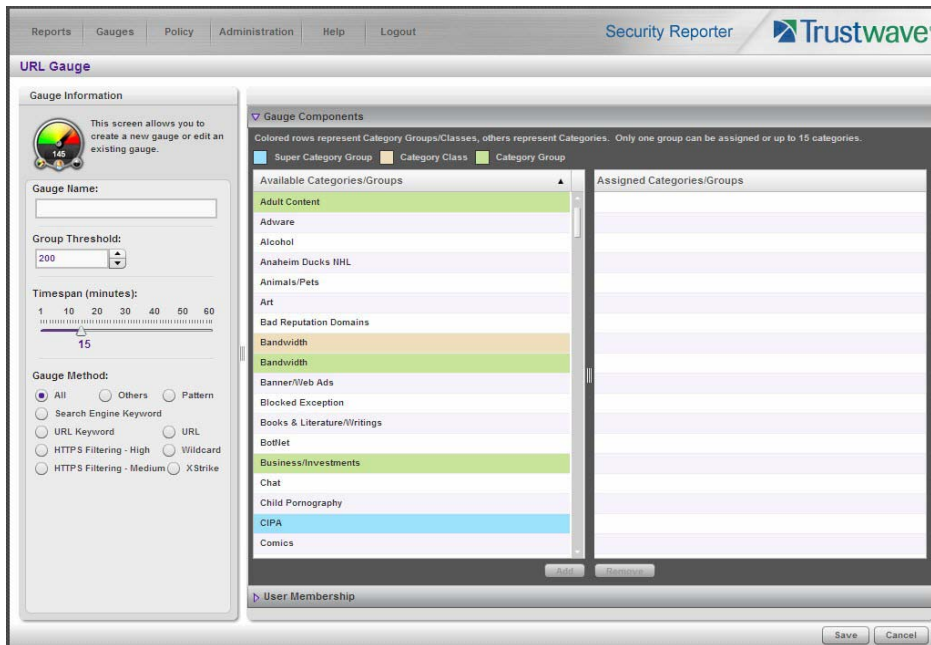 Reports Gauges Policy Administration Help Logout
Security Reporter
Trustwave
URL Gauge
Gauge Information
This screen allows you to
create a new gauge or edit an
existing gauge.
145
Gauge Name:
Group Threshold:
200
Timespan (minutes):
1 10 20 30 40 50 60
15
Gauge Method:
All Others Pattern
Search Engine Keyword
URL Keyword URL
HTTPS Filtering - High Wildcard
HTTPS Filtering - Medium XStrike
Gauge Components
Colored rows represent Category Groups/Classes, others represent Categories. Only one group can be assigned or up to 15 categories.
Super Category Group Category Class Category Group
Available Categories/Groups
Adult Content
Adware
Alcohol
Anaheim Ducks NHL
Animals/Pets
Art
Bad Reputation Domains
Bandwidth
Bandwidth
Banner/Web Ads
Blocked Exception
Books & Literature/Writings
BotNet
Business/Investments
Chat
Child Pornography
CIPA
Comics
Add
Assigned Categories/Groups
Remove
User Membership
Save Cancel